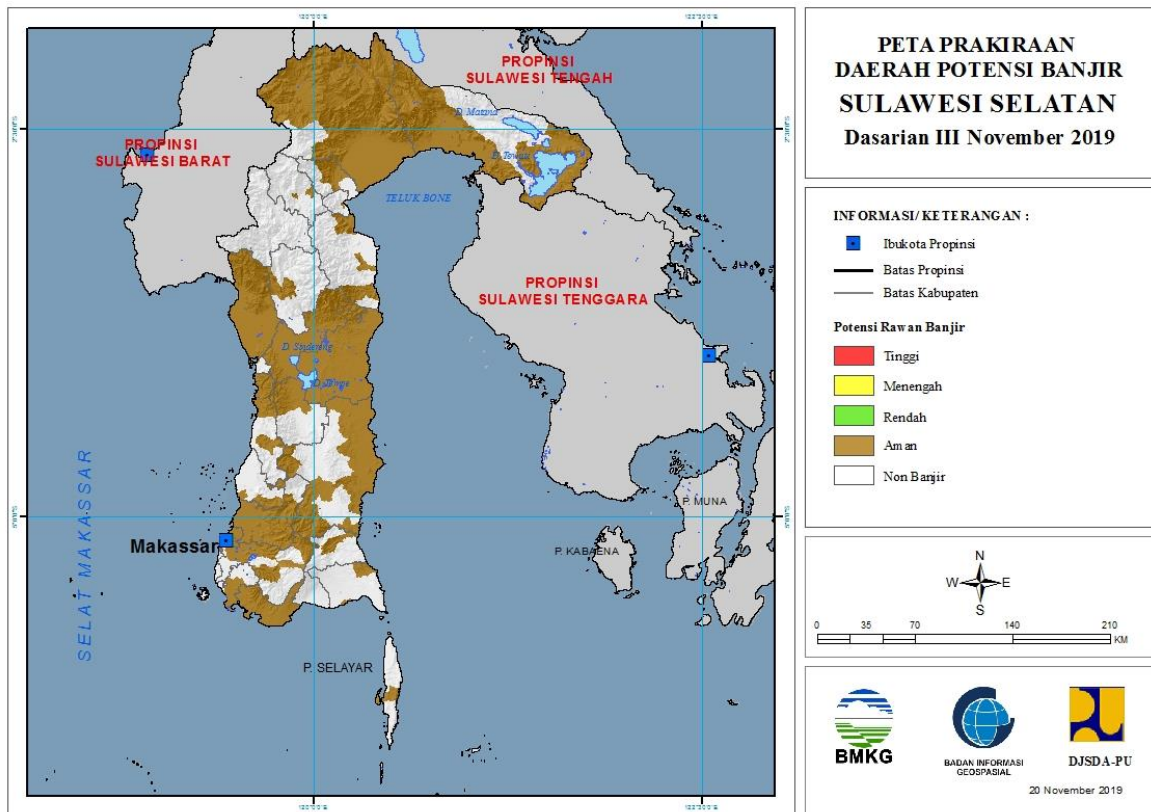 PROPINSI
SULAWESI TENGAH
D. Matana
PROPINSI
SULAWESI BARAT
D. Towuti
TELUK BONE
PROPINSI
SULAWESI TENGGARA
SELAT MAKASSAR
P. MUNA
Makassar
P. KABAENA
P. SELAYAR
PETA PRAKIRAAN
DAERAH POTENSI BANJIR
SULAWESI SELATAN
Dasarian III November 2019
INFORMASI/ KETERANGAN :
Ibukota Propinsi
Batas Propinsi
Batas Kabupaten
Potensi Rawan Banjir
Tinggi
Menengah
Rendah
Aman
Non Banjir
N
W E
S
0 35 70 140 210
KM
BMKG
BADAN INFORMASI
GEOSPASIAL
DJSDA-PU
20 November 2019